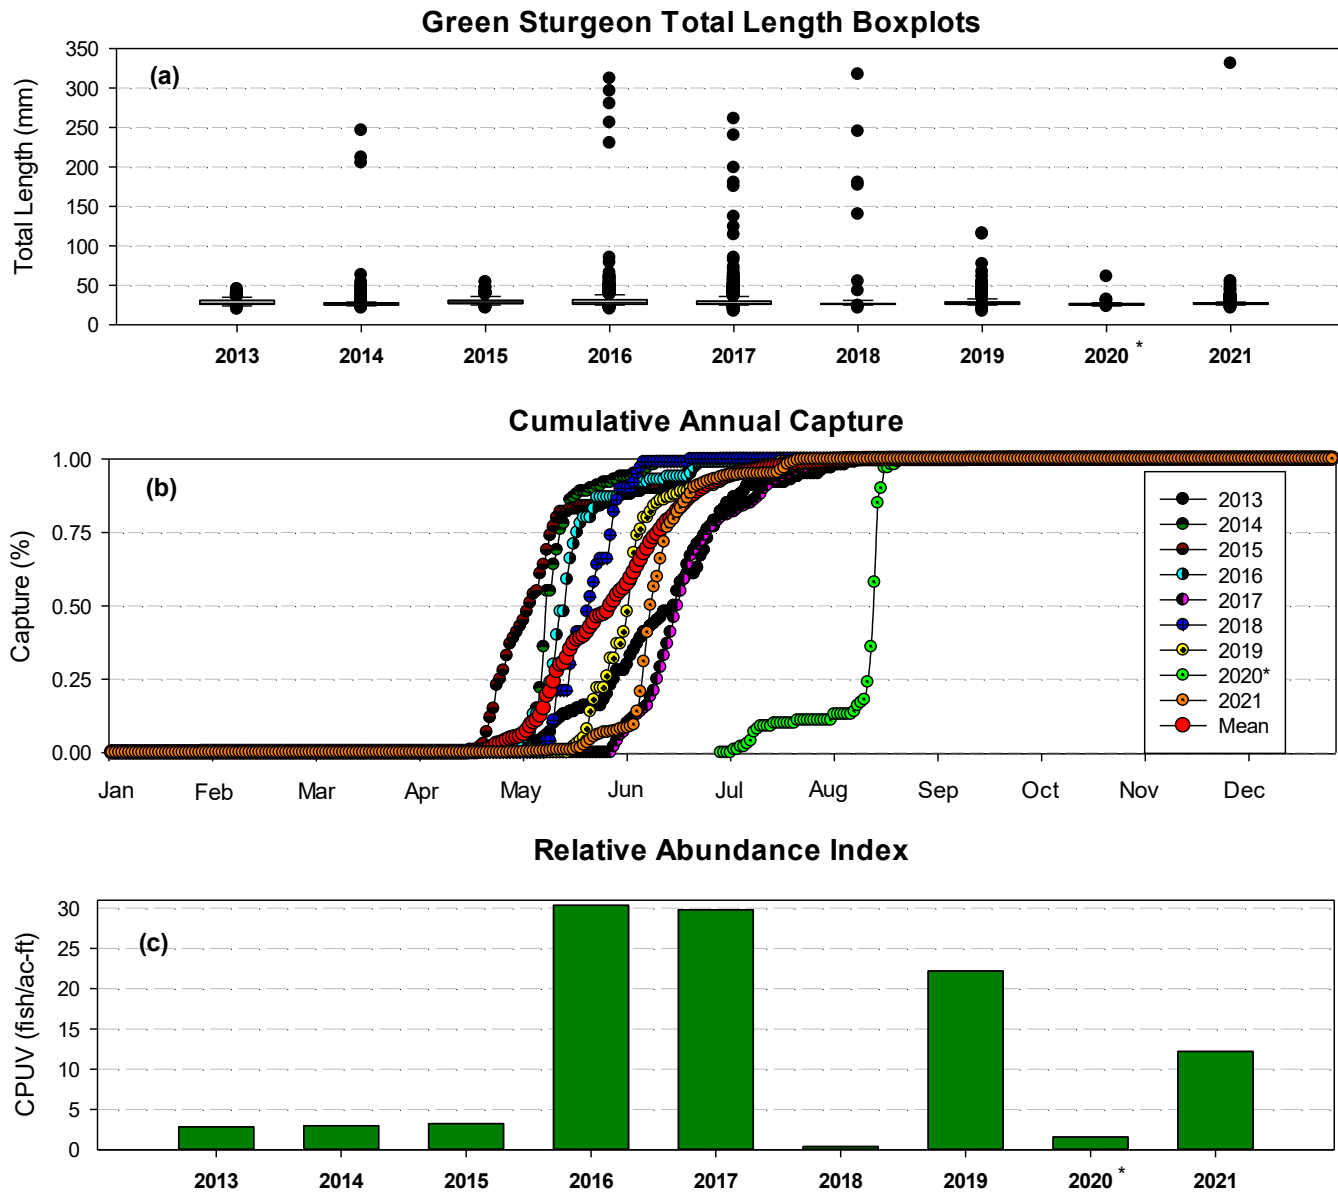 Green Sturgeon Total Length Boxplots
(a)
Total Length (mm)
350
300
250
200
150
100
50
0
2013 2014 2015 2016 2017 2018 2019 2020 * 2021
Cumulative Annual Capture
(b)
Capture (%)
1.00
0.75
0.50
0.25
0.00
2013
2014
2015
2016
2017
2018
2019
2020*
2021
Mean
Jan Feb Mar Apr May Jun Jul Aug Sep Oct Nov Dec
Relative Abundance Index
(c)
CPUV (fish/ac-ft)
30
25
20
15
10
5
0
2013 2014 2015 2016 2017 2018 2019 2020 * 2021